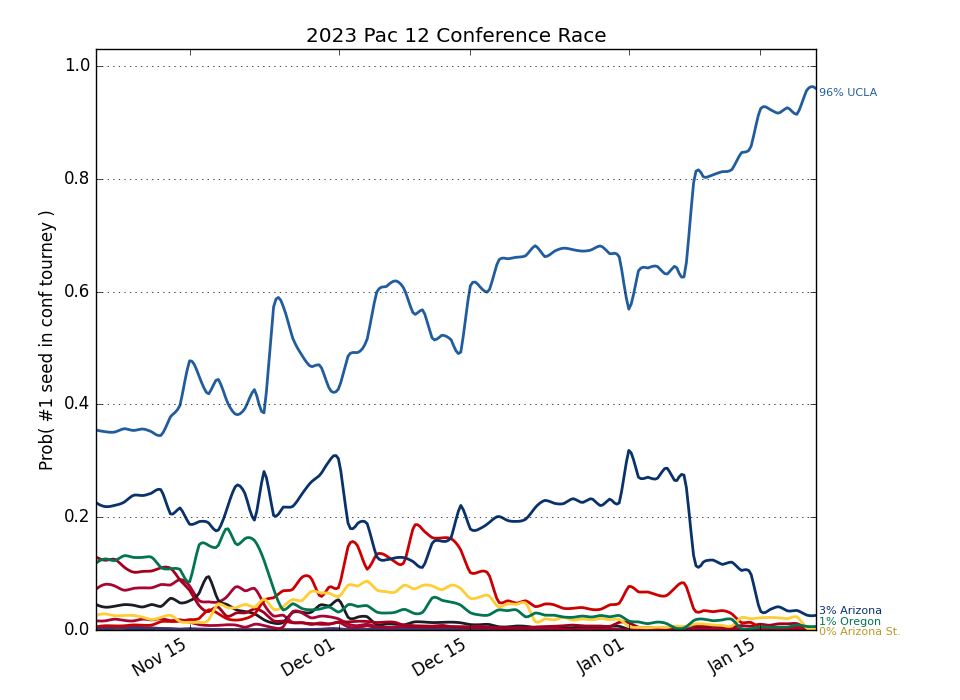 2023 Pac 12 Conference Race
Prob( #1 seed in conf tourney )
1.0
0.8
0.6
0.4
0.2
0.0
Nov 15
Dec 01
Dec 15
Jan 01
Jan 15
96% UCLA
3% Arizona
1% Oregon
0% Arizona St.